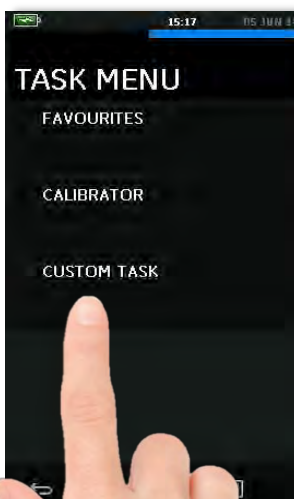 15:17
TASK MENU
FAVOURITES
CALIBRATOR
CUSTOM TASK